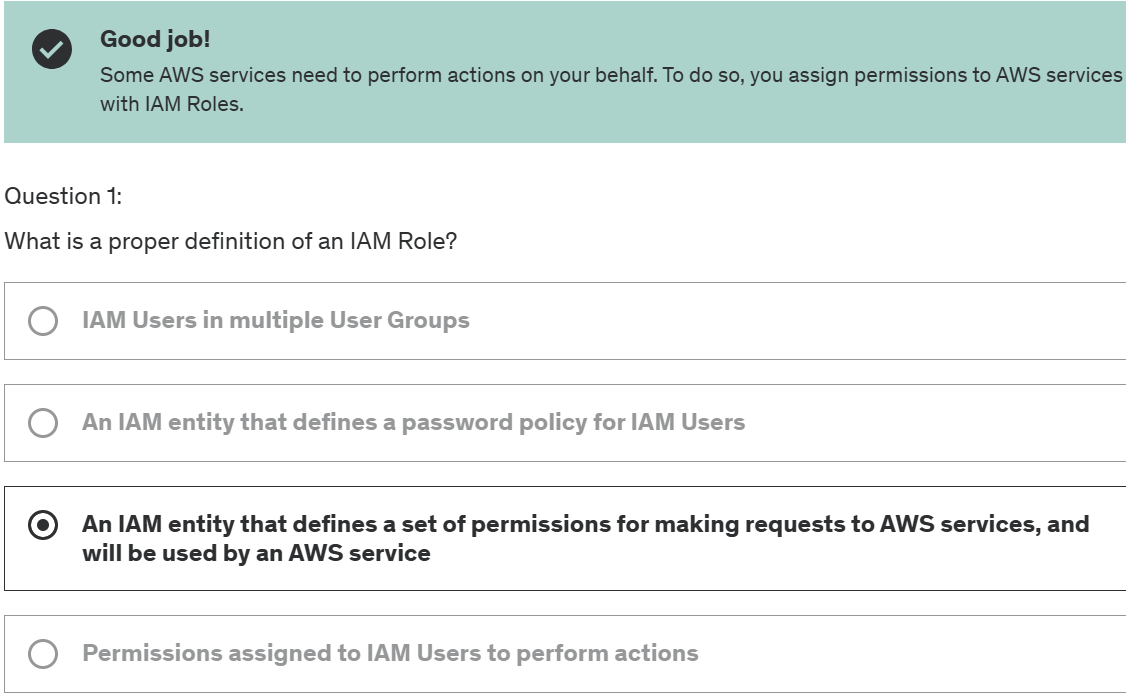 Good job!
Some AWS services need to perform actions on your behalf. To do so, you assign permissions to AWS services
with IAM Roles.
Question 1:
What is a proper definition of an IAM Role?
IAM Users in multiple User Groups
An IAM entity that defines a password policy for IAM Users
An IAM entity that defines a set of permissions for making requests to AWS services, and
will be used by an AWS service
Permissions assigned to IAM Users to perform actions